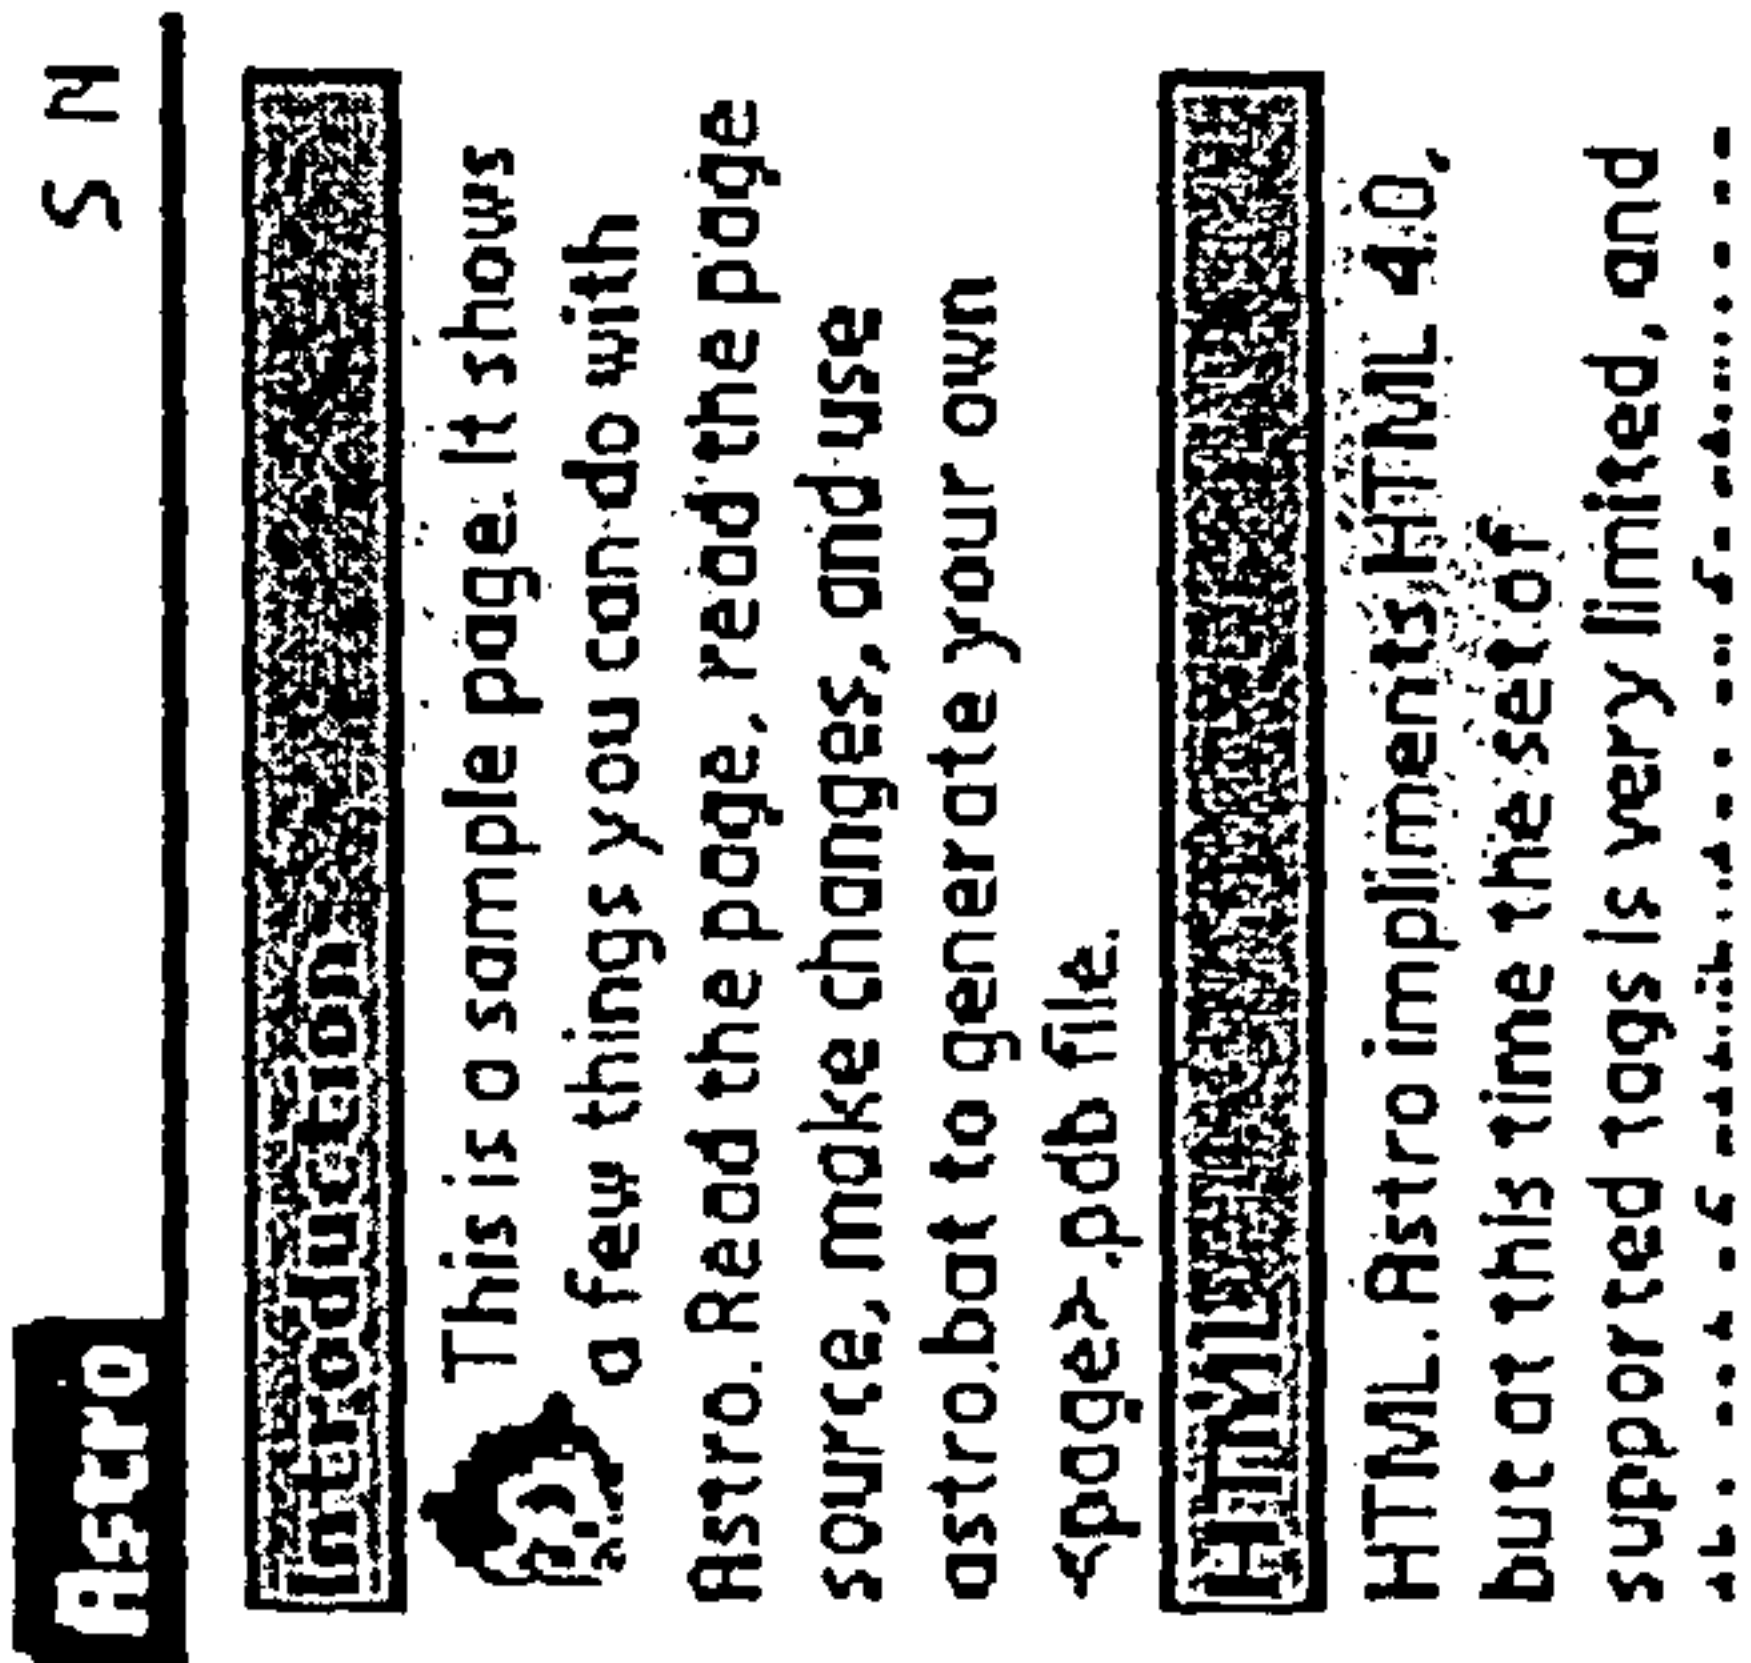 Astro
S N
Introduction
This is a sample page. It shows
a few things you can do with
Astro. Read the page, read the page
source, make changes, and use
astro.bat to generate your own
<page>.pdb file.
HTML
HTML. Astro impliments HTML 4.0,
but at this time the set of
supported tags is very limited, and